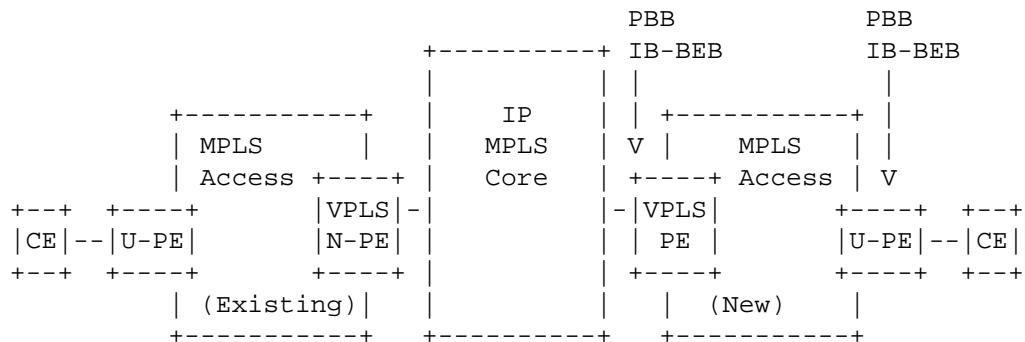 PBB PBB
IB-BEB IB-BEB
IP
MPLS MPLS MPLS
V
Access Core Access
V
VPLS VPLS
CE U-PE N-PE PE U-PE CE
(Existing) (New)